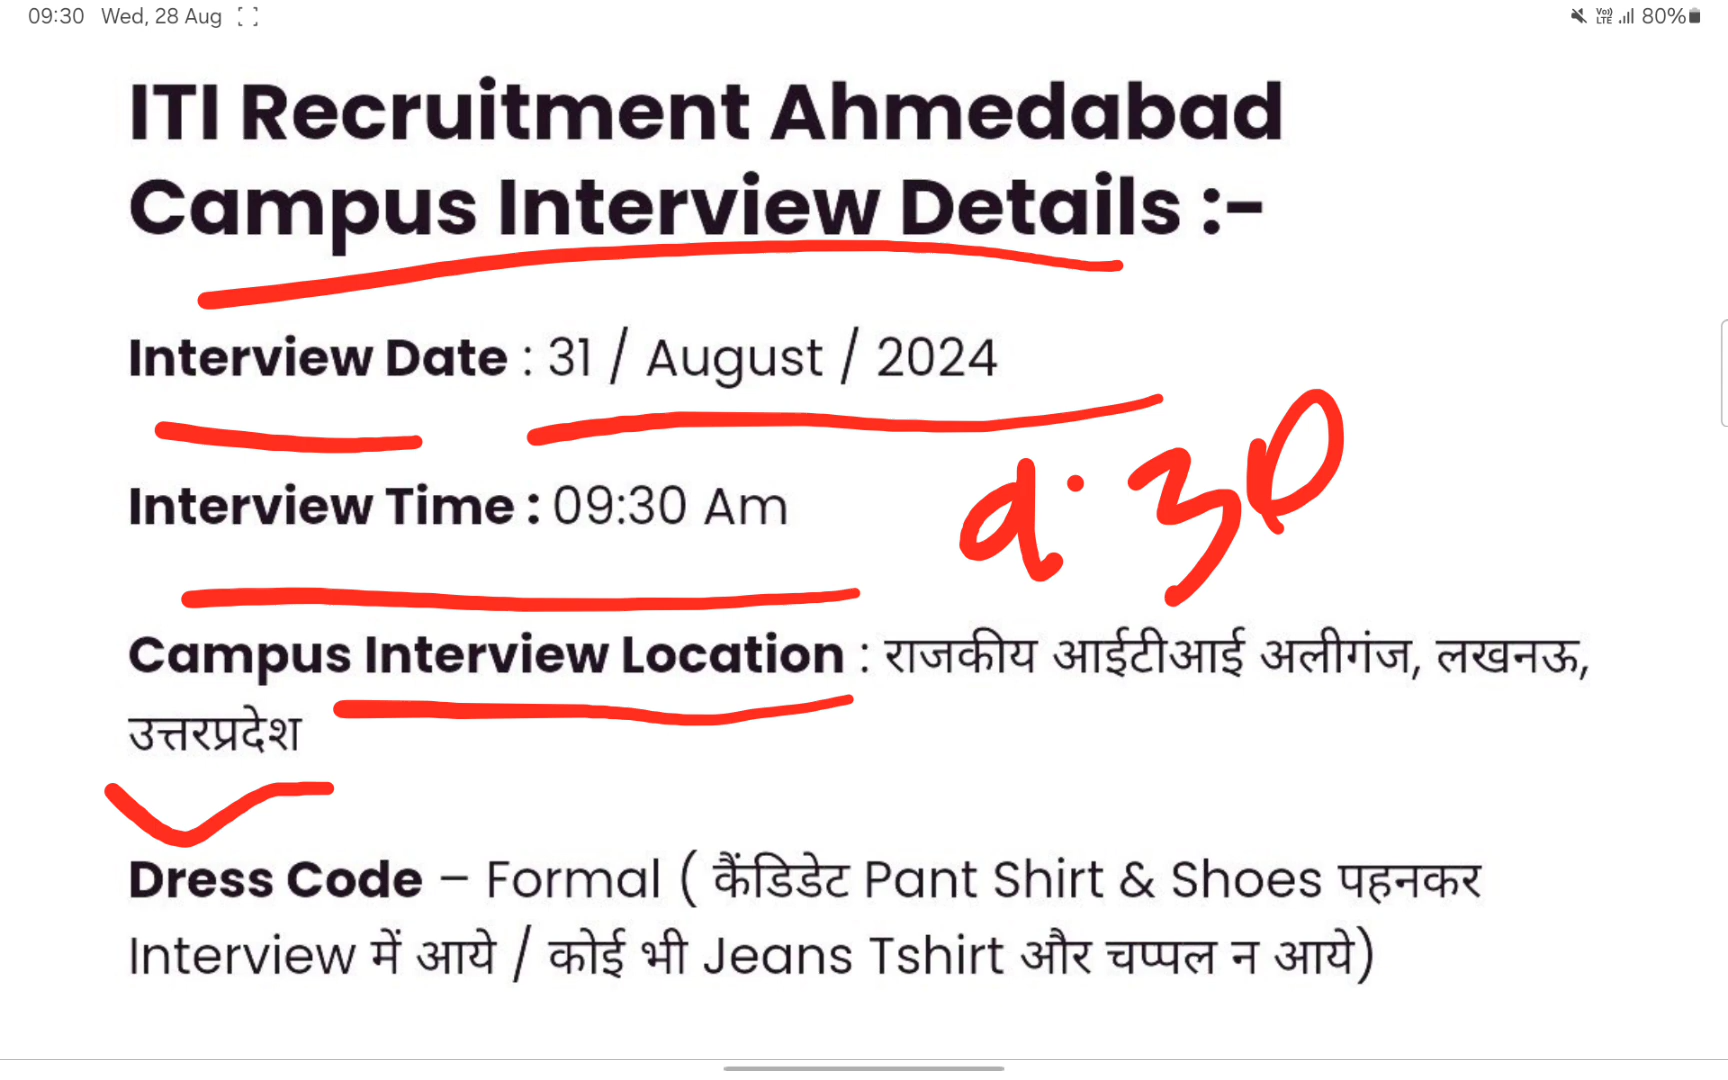 09:30 Wed, 28 Aug
Vo)) LTE 80%
ITI Recruitment Ahmedabad
Campus Interview Details :-
Interview Date : 31 / August / 2024
Interview Time : 09:30 Am
9:30
Campus Interview Location : राजकीय आईटीआई अलीगंज, लखनऊ,
उत्तरप्रदेश
Dress Code – Formal ( कैंडिडेट Pant Shirt & Shoes पहनकर
Interview में आये / कोई भी Jeans Tshirt और चप्पल न आये)